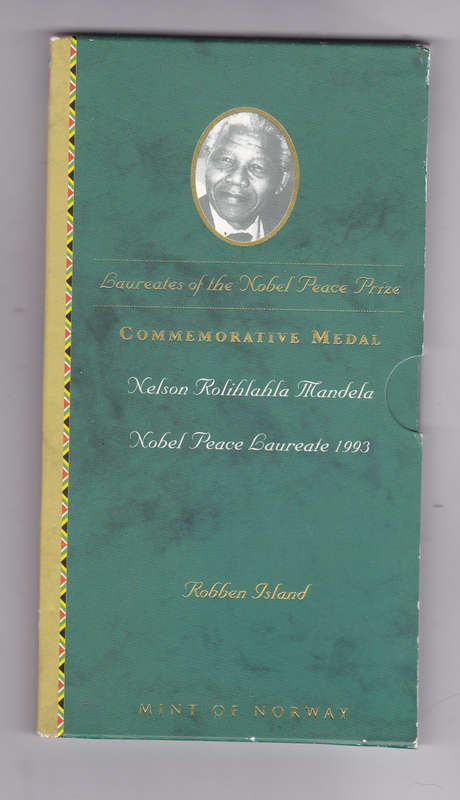 Laureates of the Nobel Peace Prize
COMMEMORATIVE MEDAL
Nelson Rolihlahla Mandela
Nobel Peace Laureate 1993
Robben Island
MINT OF NORWAY